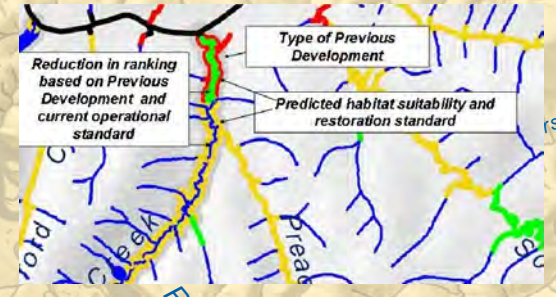 Type of Previous
Development
Reduction in ranking
based on Previous
Development and
current operational
standard
Predicted habitat suitability and
restoration standard
Creek